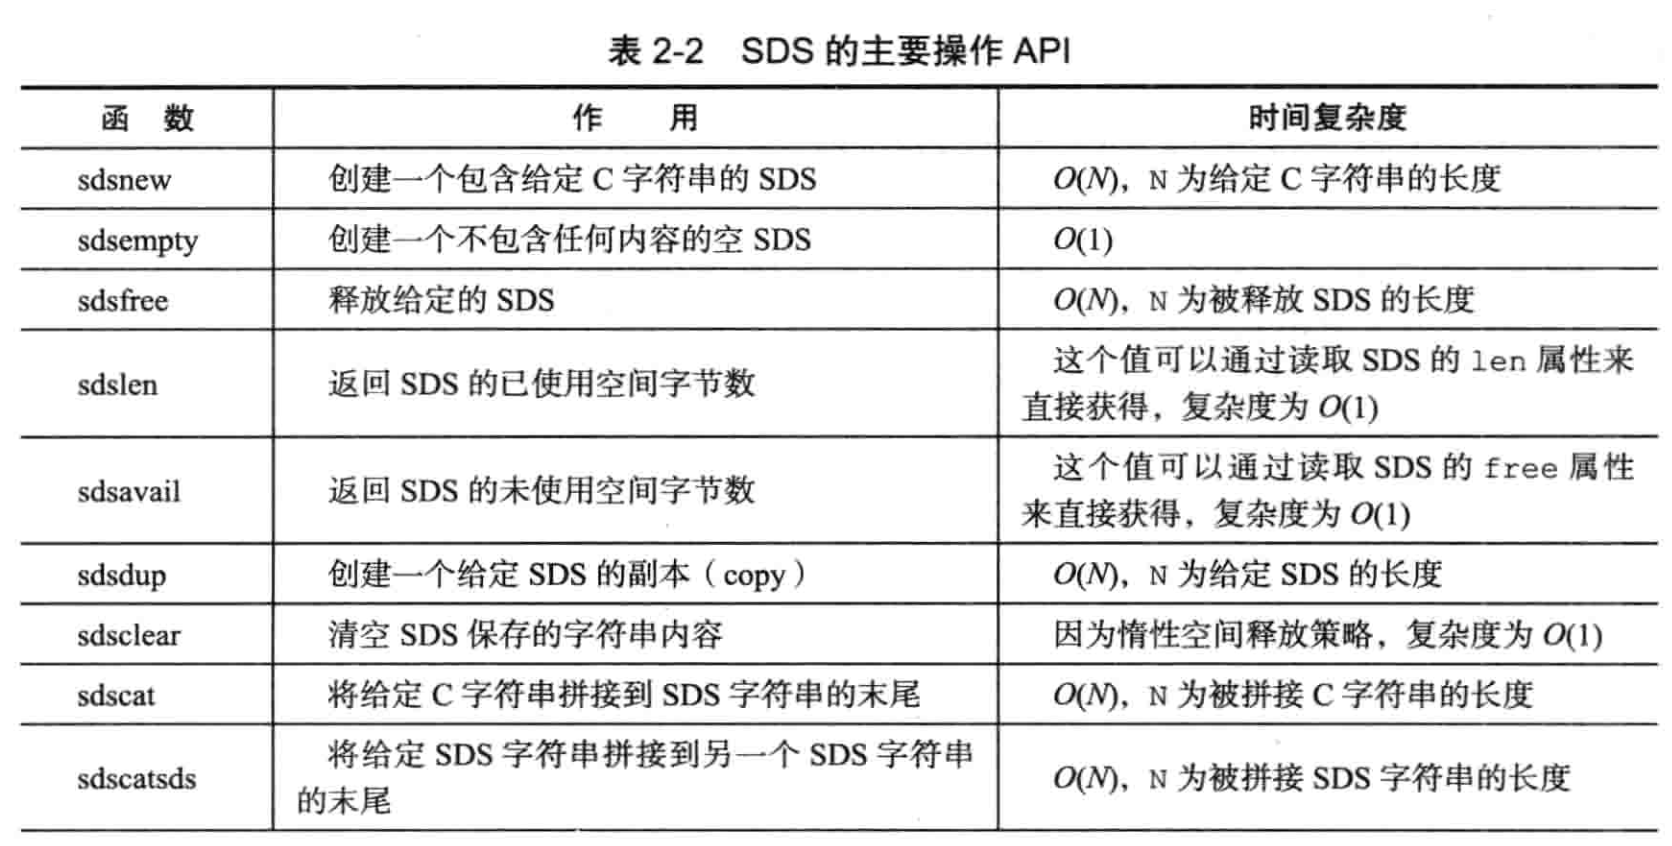 表 2-2 SDS 的主要操作 API
函 数 作 用 时间复杂度
sdsnew 创建一个包含给定 C 字符串的 SDS O(N)，N 为给定 C 字符串的长度
sdsempty 创建一个不包含任何内容的空 SDS O(1)
sdsfree 释放给定的 SDS O(N)，N 为被释放 SDS 的长度
sdslen 返回 SDS 的已使用空间字节数 这个值可以通过读取 SDS 的 len 属性来
直接获得，复杂度为 O(1)
sdsavail 返回 SDS 的未使用空间字节数 这个值可以通过读取 SDS 的 free 属性
来直接获得，复杂度为 O(1)
sdsdup 创建一个给定 SDS 的副本（copy） O(N)，N 为给定 SDS 的长度
sdsclear 清空 SDS 保存的字符串内容 因为惰性空间释放策略，复杂度为 O(1)
sdscat 将给定 C 字符串拼接到 SDS 字符串的末尾 O(N)，N 为被拼接 C 字符串的长度
sdscatsds 将给定 SDS 字符串拼接到另一个 SDS 字符串
的末尾 O(N)，N 为被拼接 SDS 字符串的长度